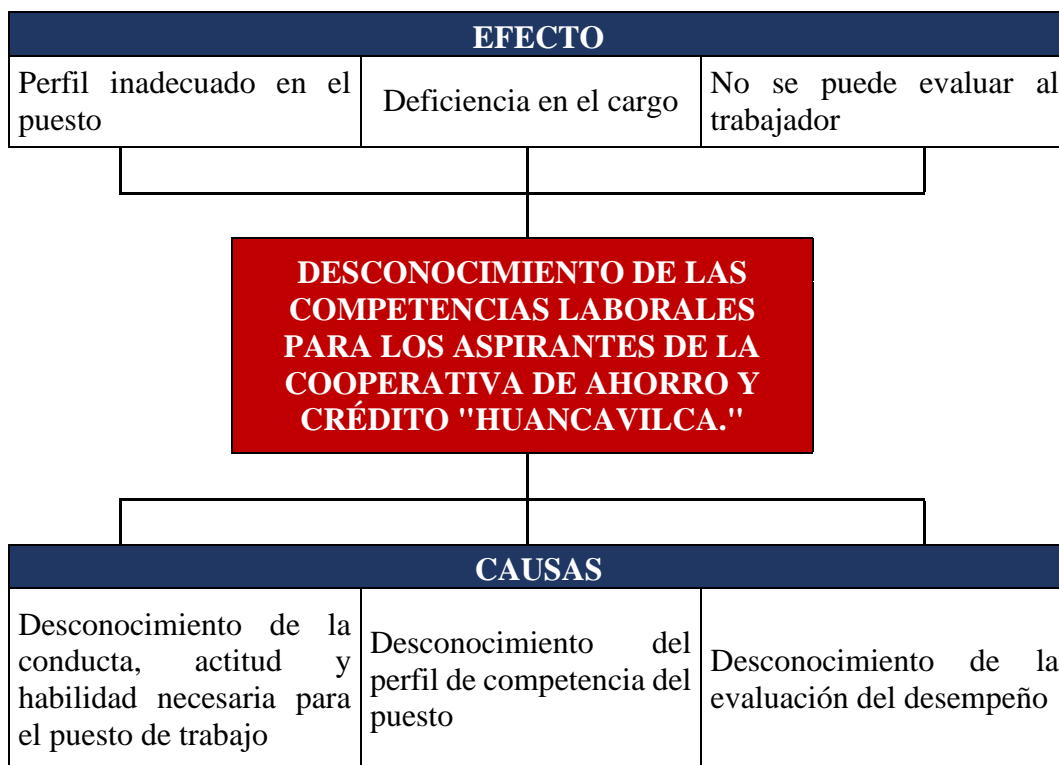 EFECTO
Perfil inadecuado en el
puesto
Deficiencia en el cargo
No se puede evaluar al
trabajador
DESCONOCIMIENTO DE LAS
COMPETENCIAS LABORALES
PARA LOS ASPIRANTES DE LA
COOPERATIVA DE AHORRO Y
CRÉDITO "HUANCAVILCA."
CAUSAS
Desconocimiento de la
conducta, actitud y
habilidad necesaria para
el puesto de trabajo
Desconocimiento del
perfil de competencia del
puesto
Desconocimiento de la
evaluación del desempeño